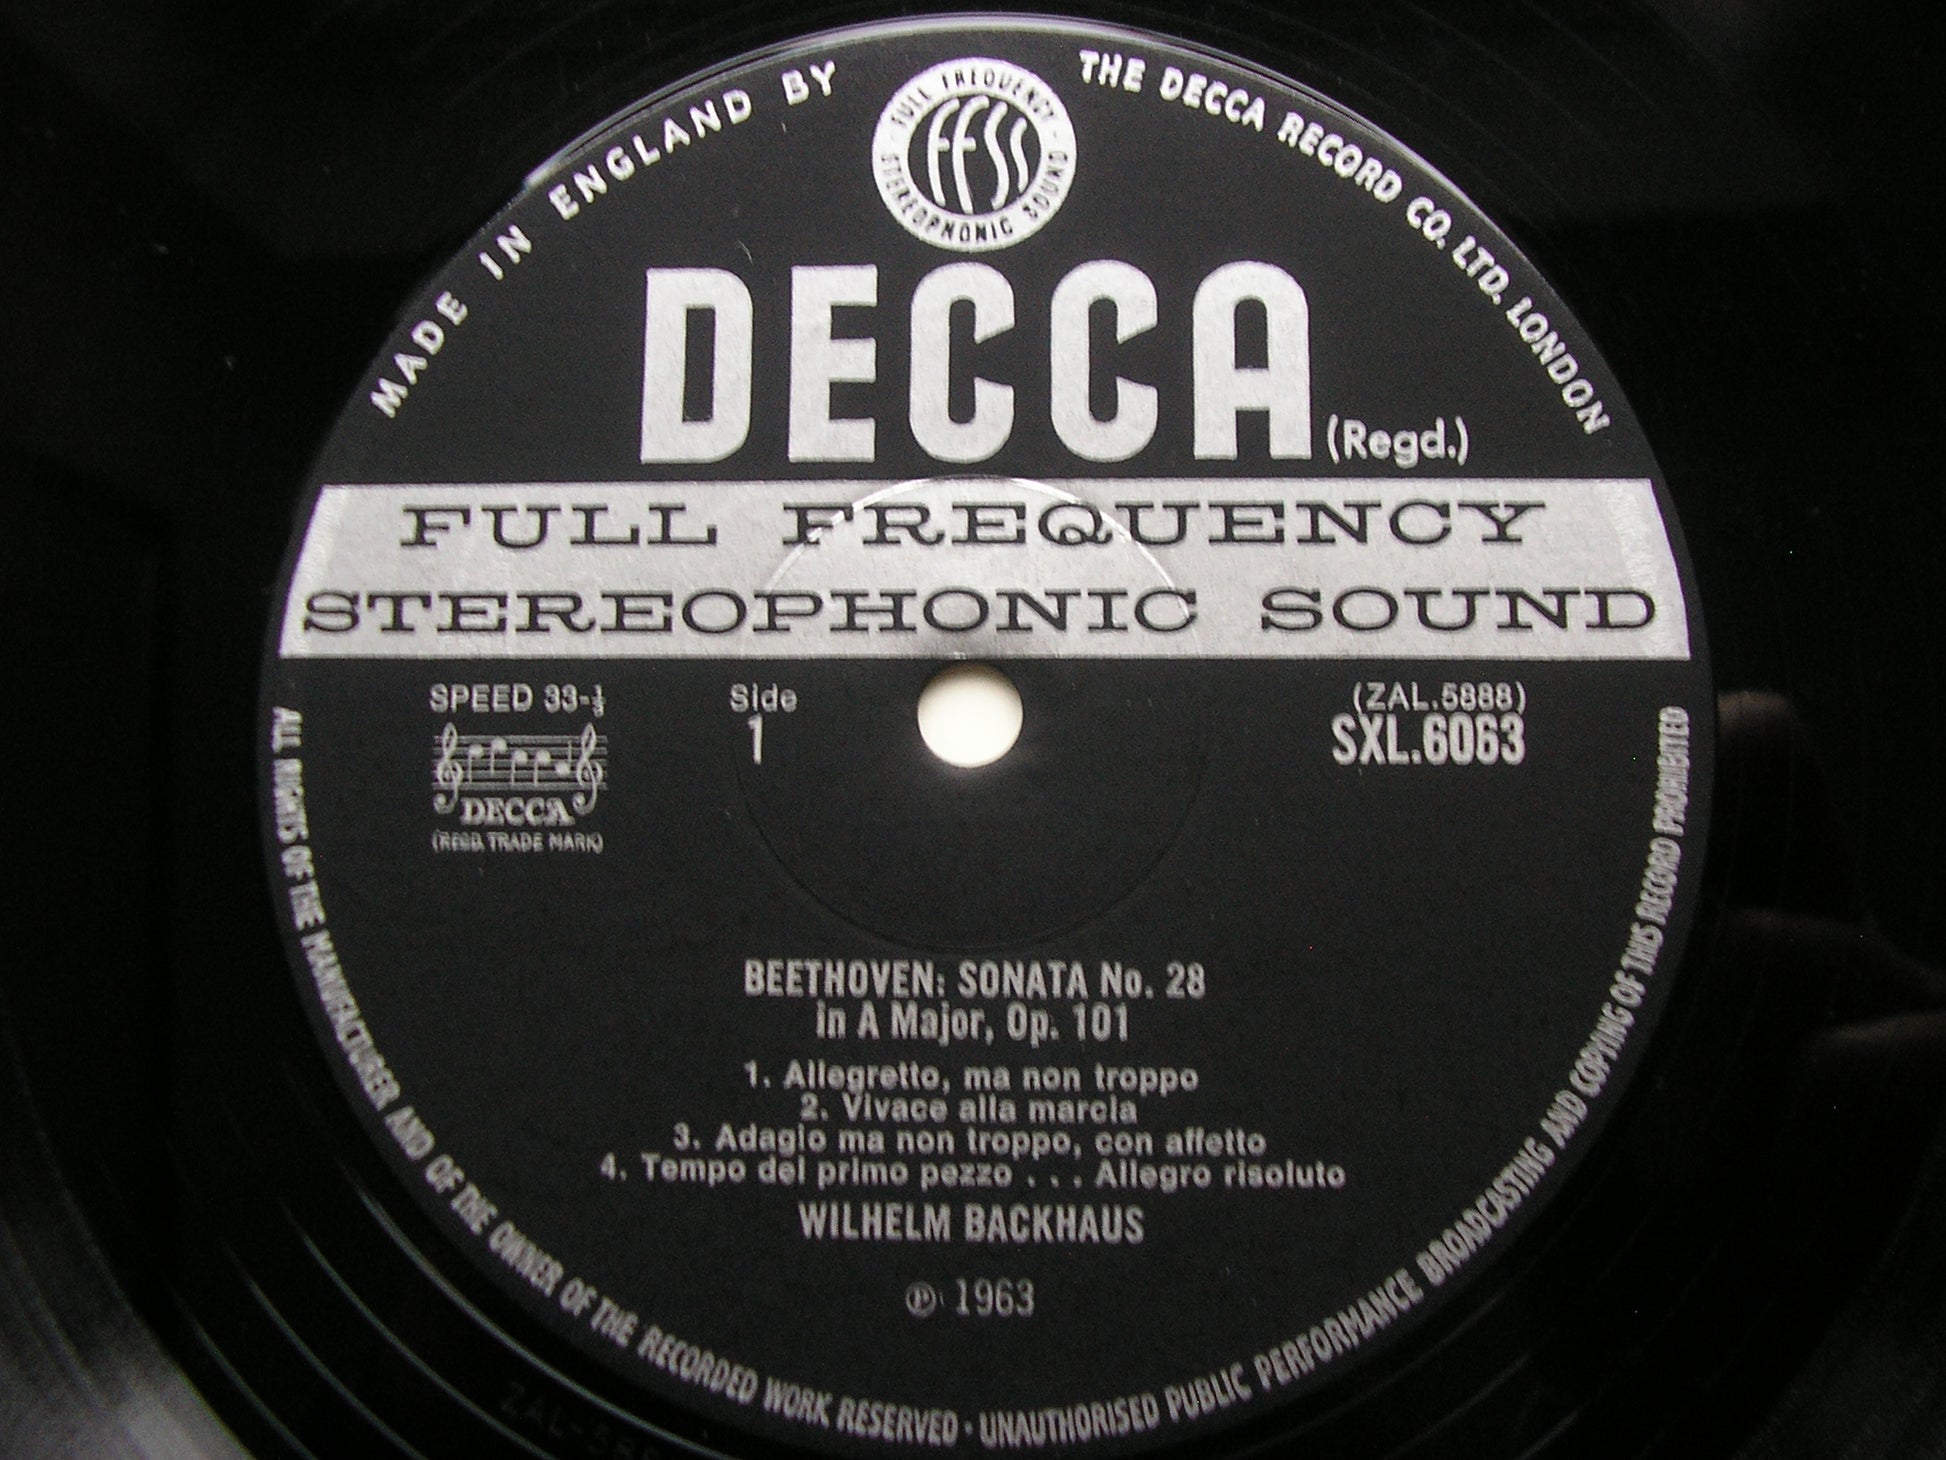 MADE IN ENGLAND BY
THE DECCA RECORD CO. LTD. LONDON
FULL FREQUENCY
FFSS
STEREOPHONIC SOUND
DECCA (Regd.)
FULL FREQUENCY
STEREOPHONIC SOUND
SPEED 33-⅓
DECCA
(REGD. TRADE MARK)
Side
1
(ZAL.5888)
SXL.6063
BEETHOVEN: SONATA No. 28
in A Major, Op. 101
1. Allegretto, ma non troppo
2. Vivace alla marcia
3. Adagio ma non troppo, con affetto
4. Tempo del primo pezzo . . . Allegro risoluto
WILHELM BACKHAUS
℗ 1963
ALL RIGHTS OF THE MANUFACTURER AND OF THE OWNER OF THE RECORDED WORK RESERVED · UNAUTHORISED PUBLIC PERFORMANCE BROADCASTING AND COPYING OF THIS RECORD PROHIBITED